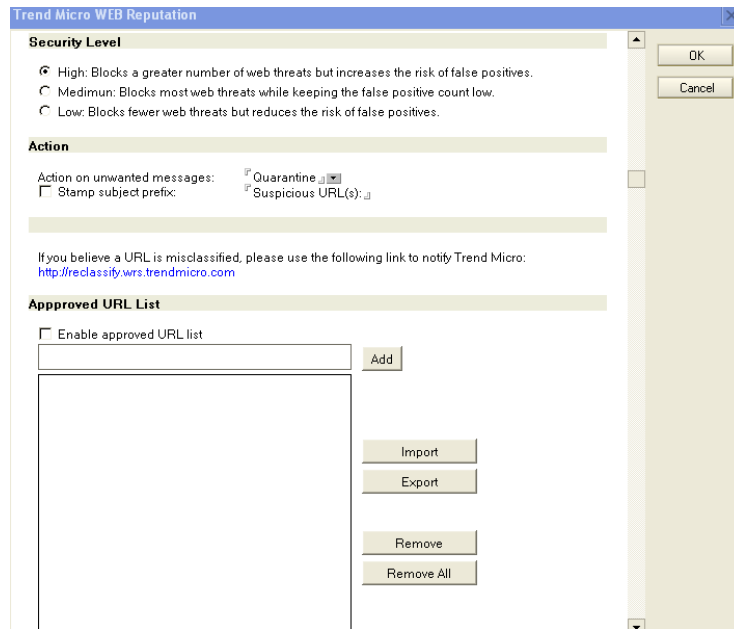 Trend Micro WEB Reputation
Security Level
OK
High: Blocks a greater number of web threats but increases the risk of false positives.
Cancel
Medimun: Blocks most web threats while keeping the false positive count low.
Low: Blocks fewer web threats but reduces the risk of false positives.
Action
Action on unwanted messages: Quarantine
Stamp subject prefix: Suspicious URL(s):
If you believe a URL is misclassified, please use the following link to notify Trend Micro:
http://reclassify.wrs.trendmicro.com
Appproved URL List
Enable approved URL list
Add
Import
Export
Remove
Remove All